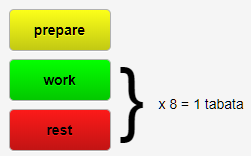 prepare
work
rest
x 8 = 1 tabata